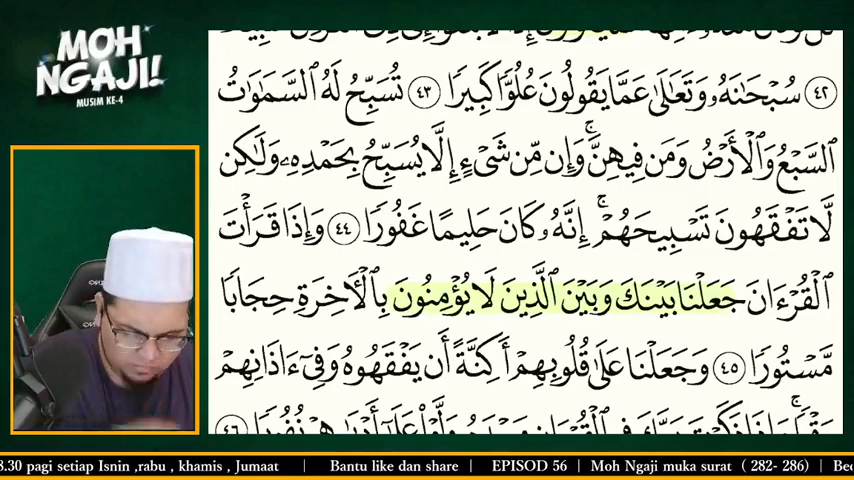 MOH
NGAJI!
MUSIM KE-4
٤٢ سُبْحَٰنَهُۥ وَتَعَٰلَىٰ عَمَّا يَقُولُونَ عُلُوًّا كَبِيرًا ٤٣ تُسَبِّحُ لَهُ ٱلسَّمَٰوَٰتُ
ٱلسَّبْعُ وَٱلْأَرْضُ وَمَن فِيهِنَّ ۚ وَإِن مِّن شَىْءٍ إِلَّا يُسَبِّحُ بِحَمْدِهِۦ وَلَٰكِن
لَّا تَفْقَهُونَ تَسْبِيحَهُمْ ۚ إِنَّهُۥ كَانَ حَلِيمًا غَفُورًا ٤٤ وَإِذَا قَرَأْتَ
ٱلْقُرْءَانَ جَعَلْنَا بَيْنَكَ وَبَيْنَ ٱلَّذِينَ لَا يُؤْمِنُونَ بِٱلْءَاخِرَةِ حِجَابًا
مَّسْتُورًا ٤٥ وَجَعَلْنَا عَلَىٰ قُلُوبِهِمْ أَكِنَّةً أَن يَفْقَهُوهُ وَفِىٓ ءَاذَانِهِمْ
8.30 pagi setiap Isnin ,rabu , khamis , Jumaat | Bantu like dan share | EPISOD 56 | Moh Ngaji muka surat ( 282- 286) |